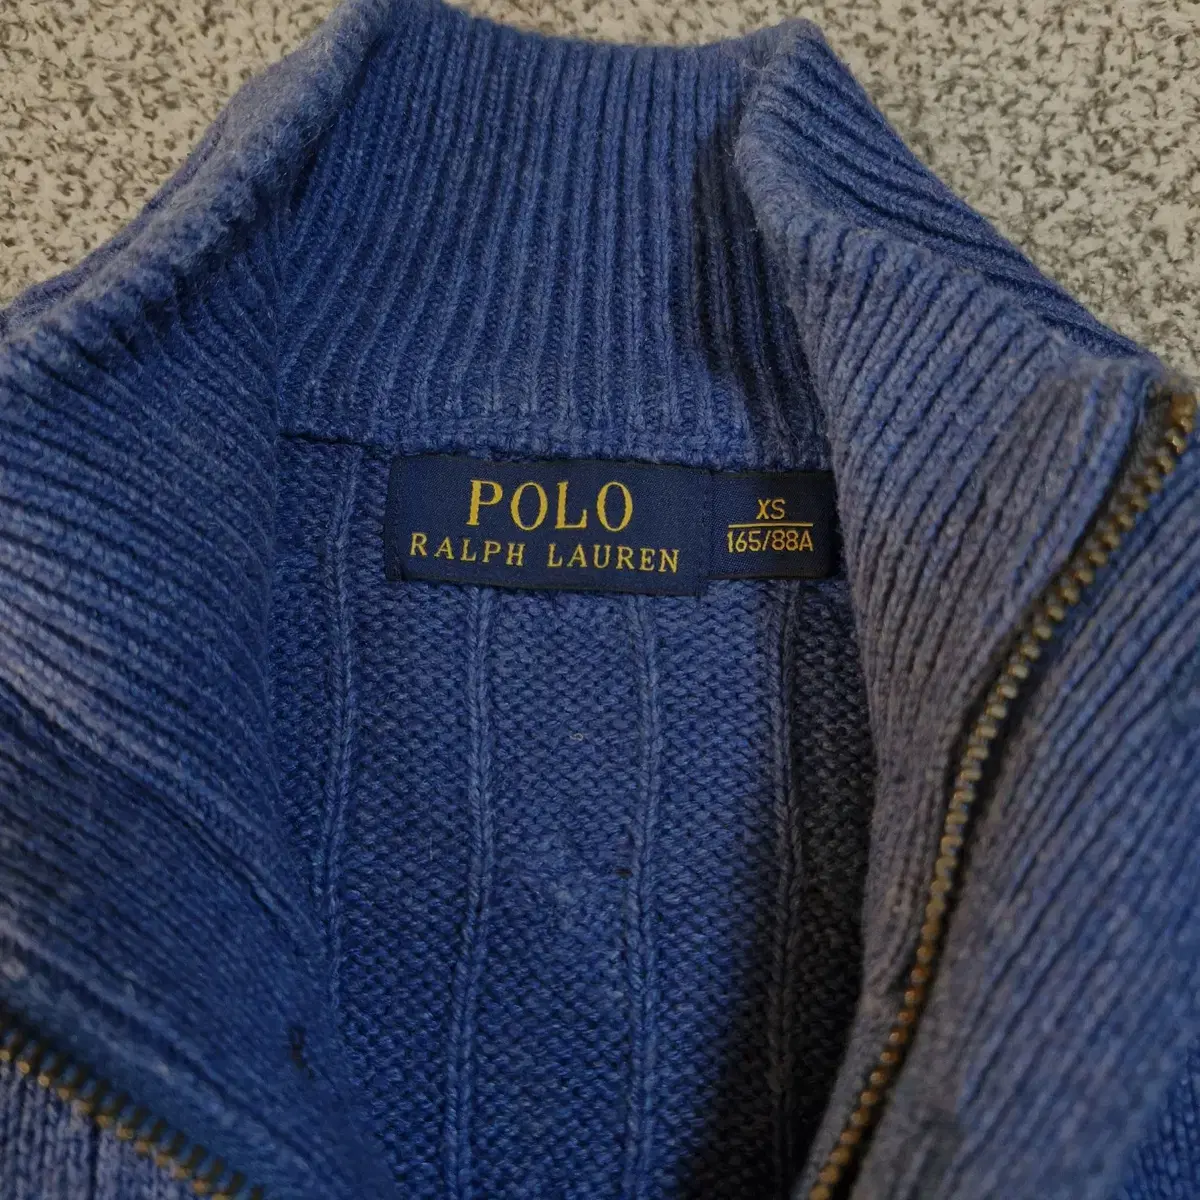 POLO
RALPH LAUREN
XS
165/88A